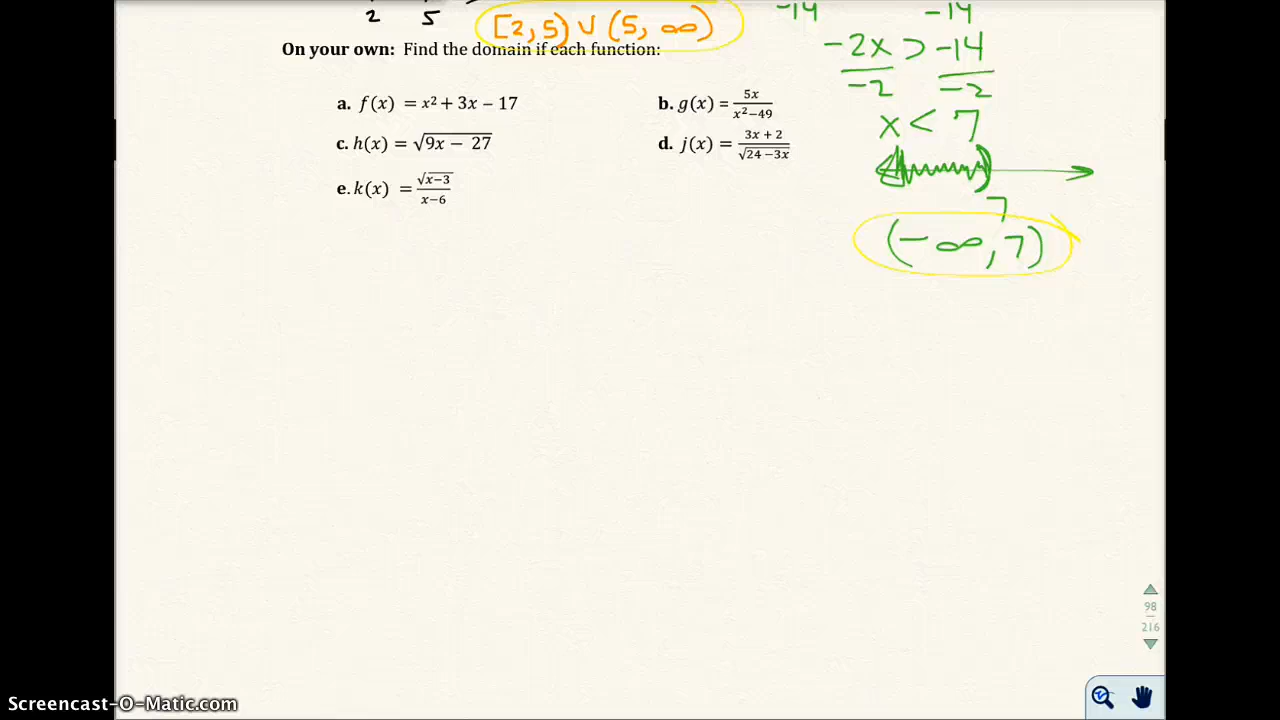 2 5
[2, 5) ∪ (5, ∞)
On your own: Find the domain if each function:
a. f(x) = x² + 3x – 17
b. g(x) = 5x / x²−49
c. h(x) = √9x − 27
d. j(x) = 3x + 2 / √24 −3x
e. k(x) = √x−3 / x−6
-14 -14
-2x > -14
-2 -2
x < 7
7
(-∞, 7)
98
216
Screencast-O-Matic.com